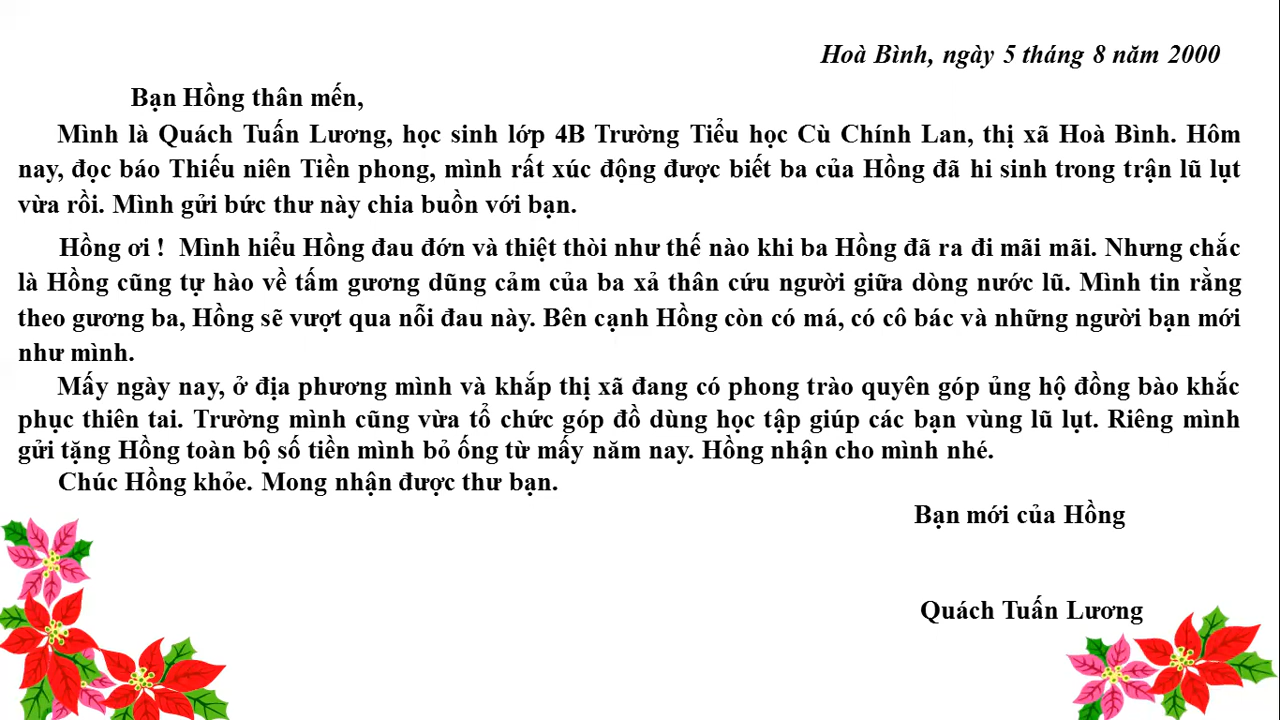 Hoà Bình, ngày 5 tháng 8 năm 2000
Bạn Hồng thân mến,
Mình là Quách Tuấn Lương, học sinh lớp 4B Trường Tiểu học Cù Chính Lan, thị xã Hoà Bình. Hôm
nay, đọc báo Thiếu niên Tiền phong, mình rất xúc động được biết ba của Hồng đã hi sinh trong trận lũ lụt
vừa rồi. Mình gửi bức thư này chia buồn với bạn.
Hồng ơi ! Mình hiểu Hồng đau đớn và thiệt thòi như thế nào khi ba Hồng đã ra đi mãi mãi. Nhưng chắc
là Hồng cũng tự hào về tấm gương dũng cảm của ba xả thân cứu người giữa dòng nước lũ. Mình tin rằng
theo gương ba, Hồng sẽ vượt qua nỗi đau này. Bên cạnh Hồng còn có má, có cô bác và những người bạn mới
như mình.
Mấy ngày nay, ở địa phương mình và khắp thị xã đang có phong trào quyên góp ủng hộ đồng bào khắc
phục thiên tai. Trường mình cũng vừa tổ chức góp đồ dùng học tập giúp các bạn vùng lũ lụt. Riêng mình
gửi tặng Hồng toàn bộ số tiền mình bỏ ống từ mấy năm nay. Hồng nhận cho mình nhé.
Chúc Hồng khỏe. Mong nhận được thư bạn.
Bạn mới của Hồng
Quách Tuấn Lương